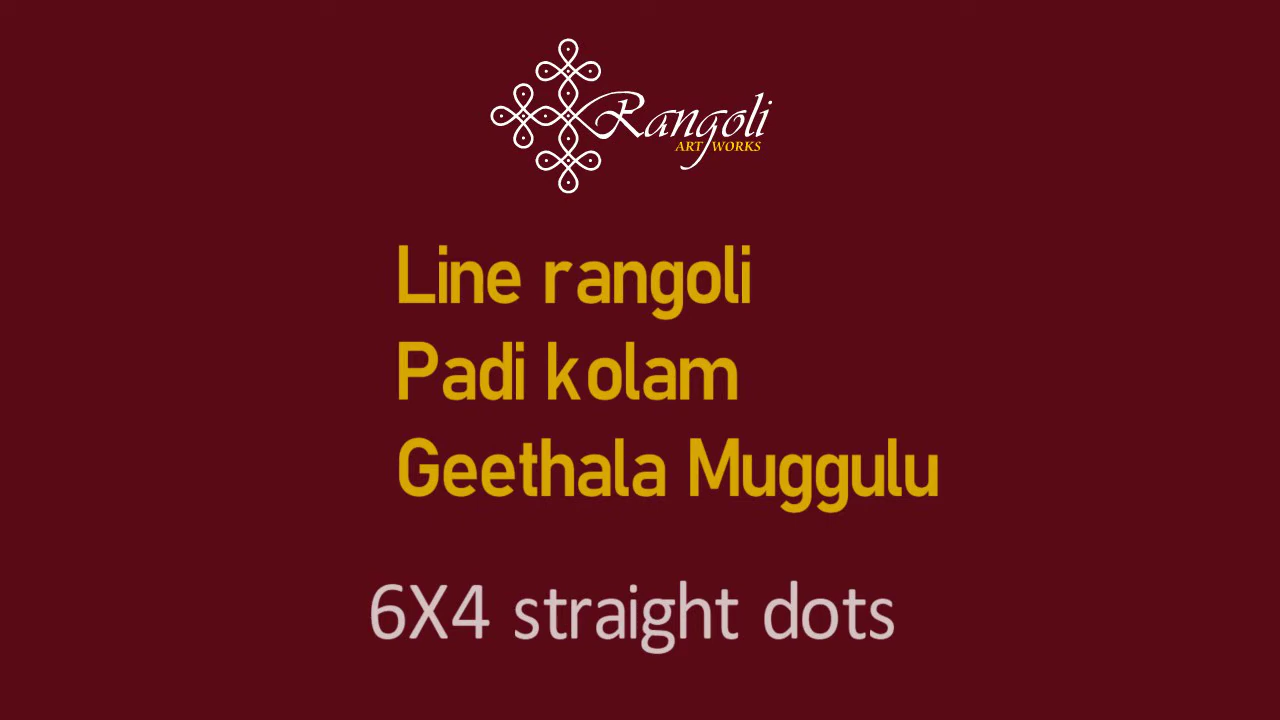 Rangoli
ART WORKS
Line rangoli
Padi kolam
Geethala Muggulu
6X4 straight dots